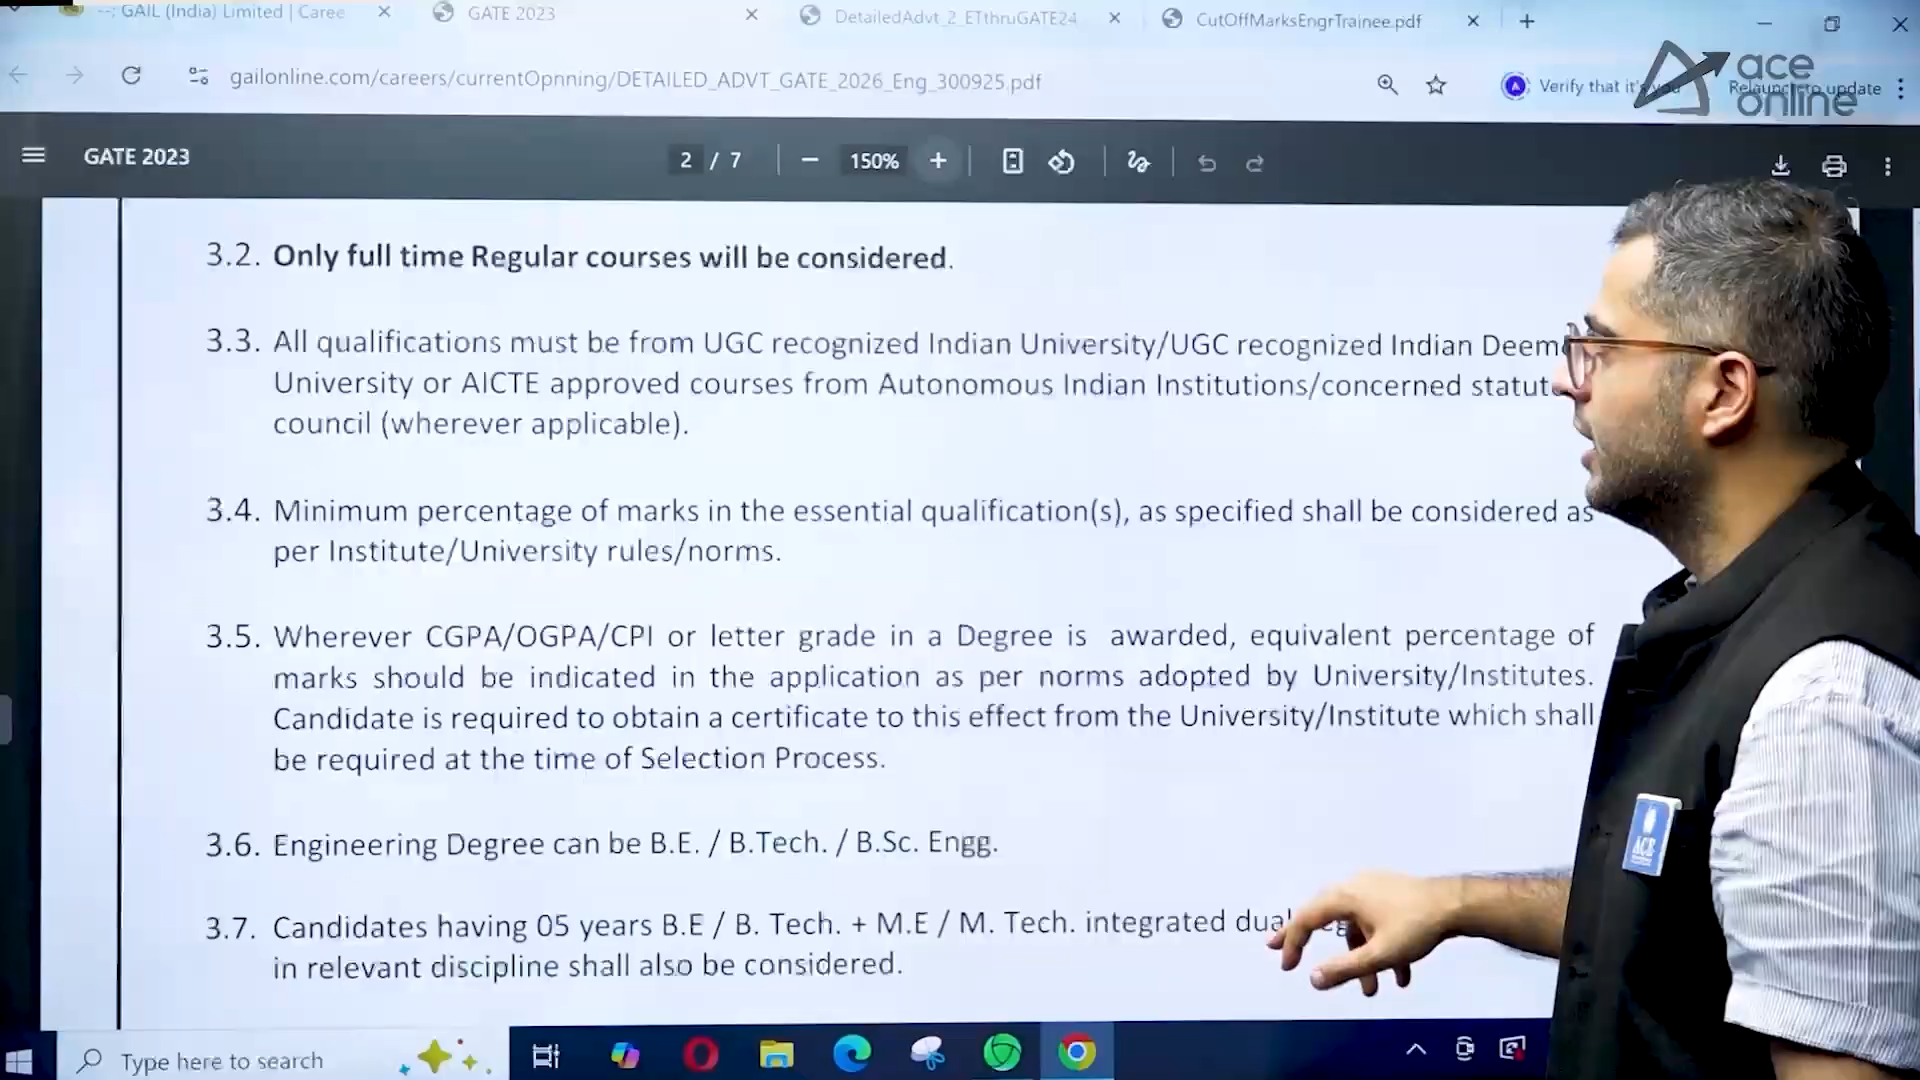 --: GAIL (India) Limited | Caree
GATE 2023
DetailedAdvt_2_ETthruGATE24
CutOffMarksEngrTrainee.pdf
gailonline.com/careers/currentOpnning/DETAILED_ADVT_GATE_2026_Eng_300925.pdf
A
Verify that it's you
Relaunch to update
ace
online
GATE 2023
2 / 7
150%
3.2. Only full time Regular courses will be considered.
3.3. All qualifications must be from UGC recognized Indian University/UGC recognized Indian Deem
University or AICTE approved courses from Autonomous Indian Institutions/concerned statut
council (wherever applicable).
3.4. Minimum percentage of marks in the essential qualification(s), as specified shall be considered as
per Institute/University rules/norms.
3.5. Wherever CGPA/OGPA/CPI or letter grade in a Degree is awarded, equivalent percentage of
marks should be indicated in the application as per norms adopted by University/Institutes.
Candidate is required to obtain a certificate to this effect from the University/Institute which shall
be required at the time of Selection Process.
3.6. Engineering Degree can be B.E. / B.Tech. / B.Sc. Engg.
3.7. Candidates having 05 years B.E / B. Tech. + M.E / M. Tech. integrated dual
in relevant discipline shall also be considered.
ACE
Type here to search